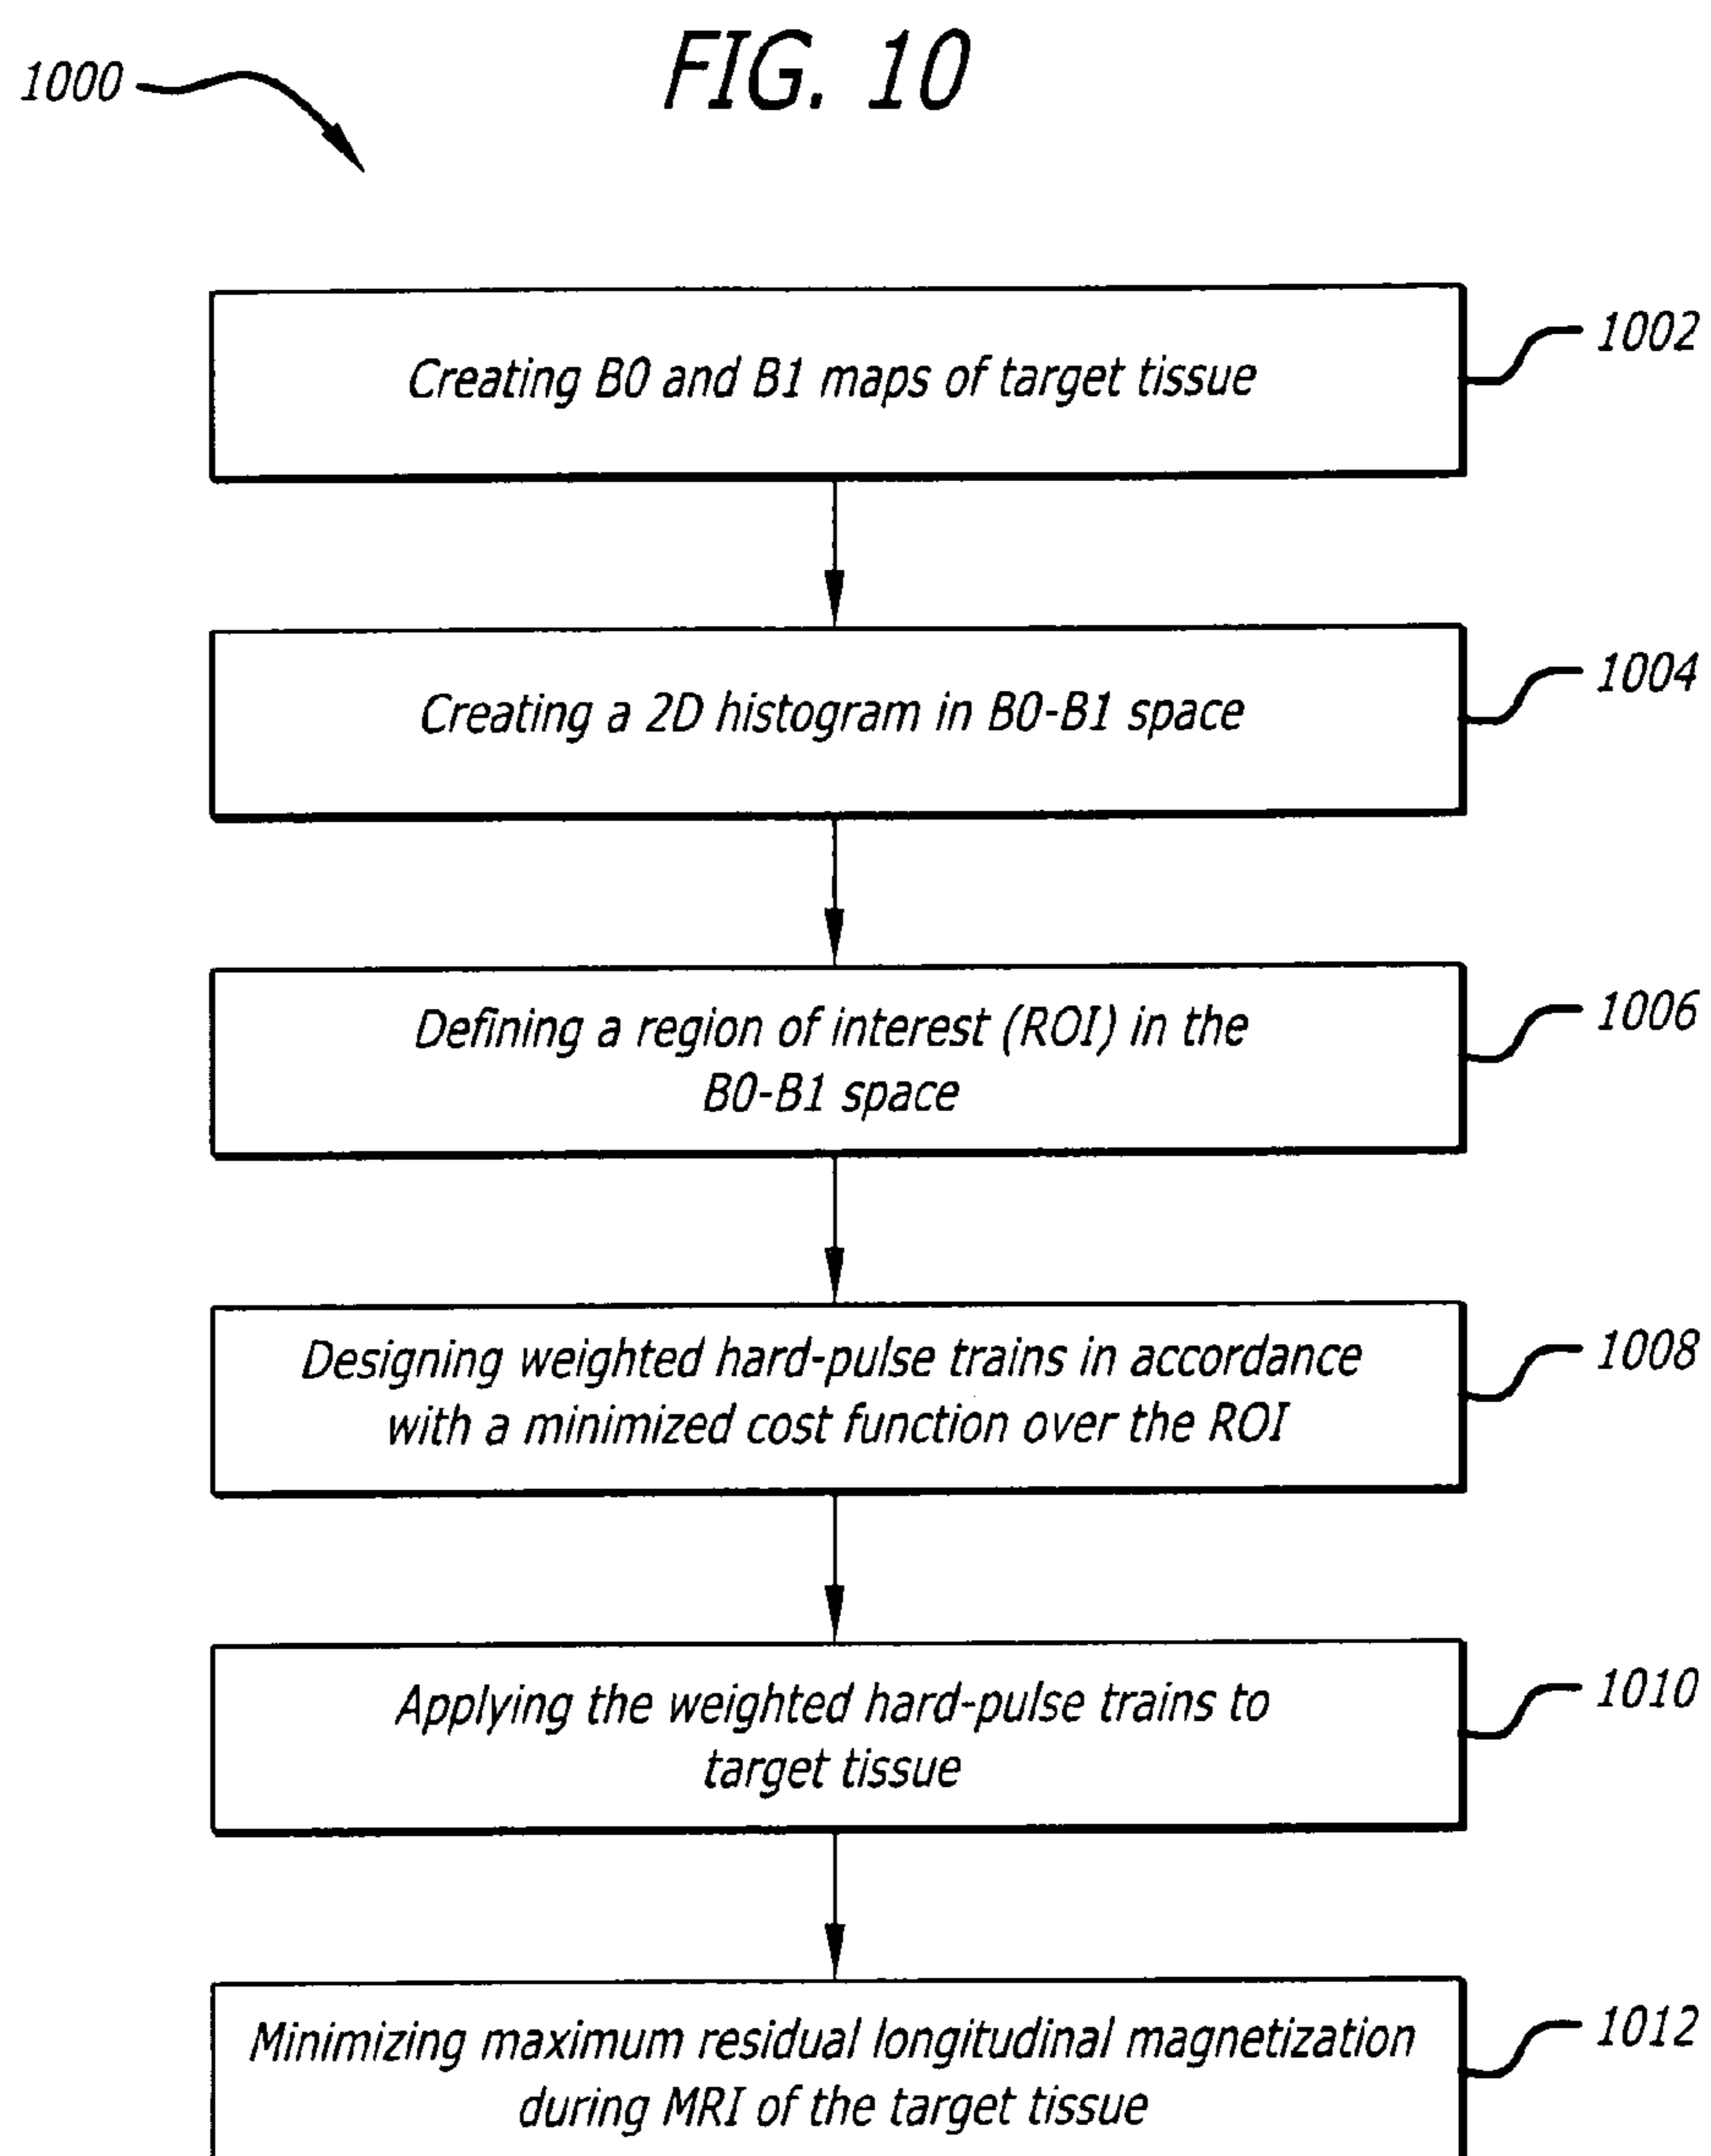 FIG. 10
1000
Creating B0 and B1 maps of target tissue
1002
Creating a 2D histogram in B0-B1 space
1004
Defining a region of interest (ROI) in the
B0-B1 space
1006
Designing weighted hard-pulse trains in accordance
with a minimized cost function over the ROI
1008
Applying the weighted hard-pulse trains to
target tissue
1010
Minimizing maximum residual longitudinal magnetization
during MRI of the target tissue
1012